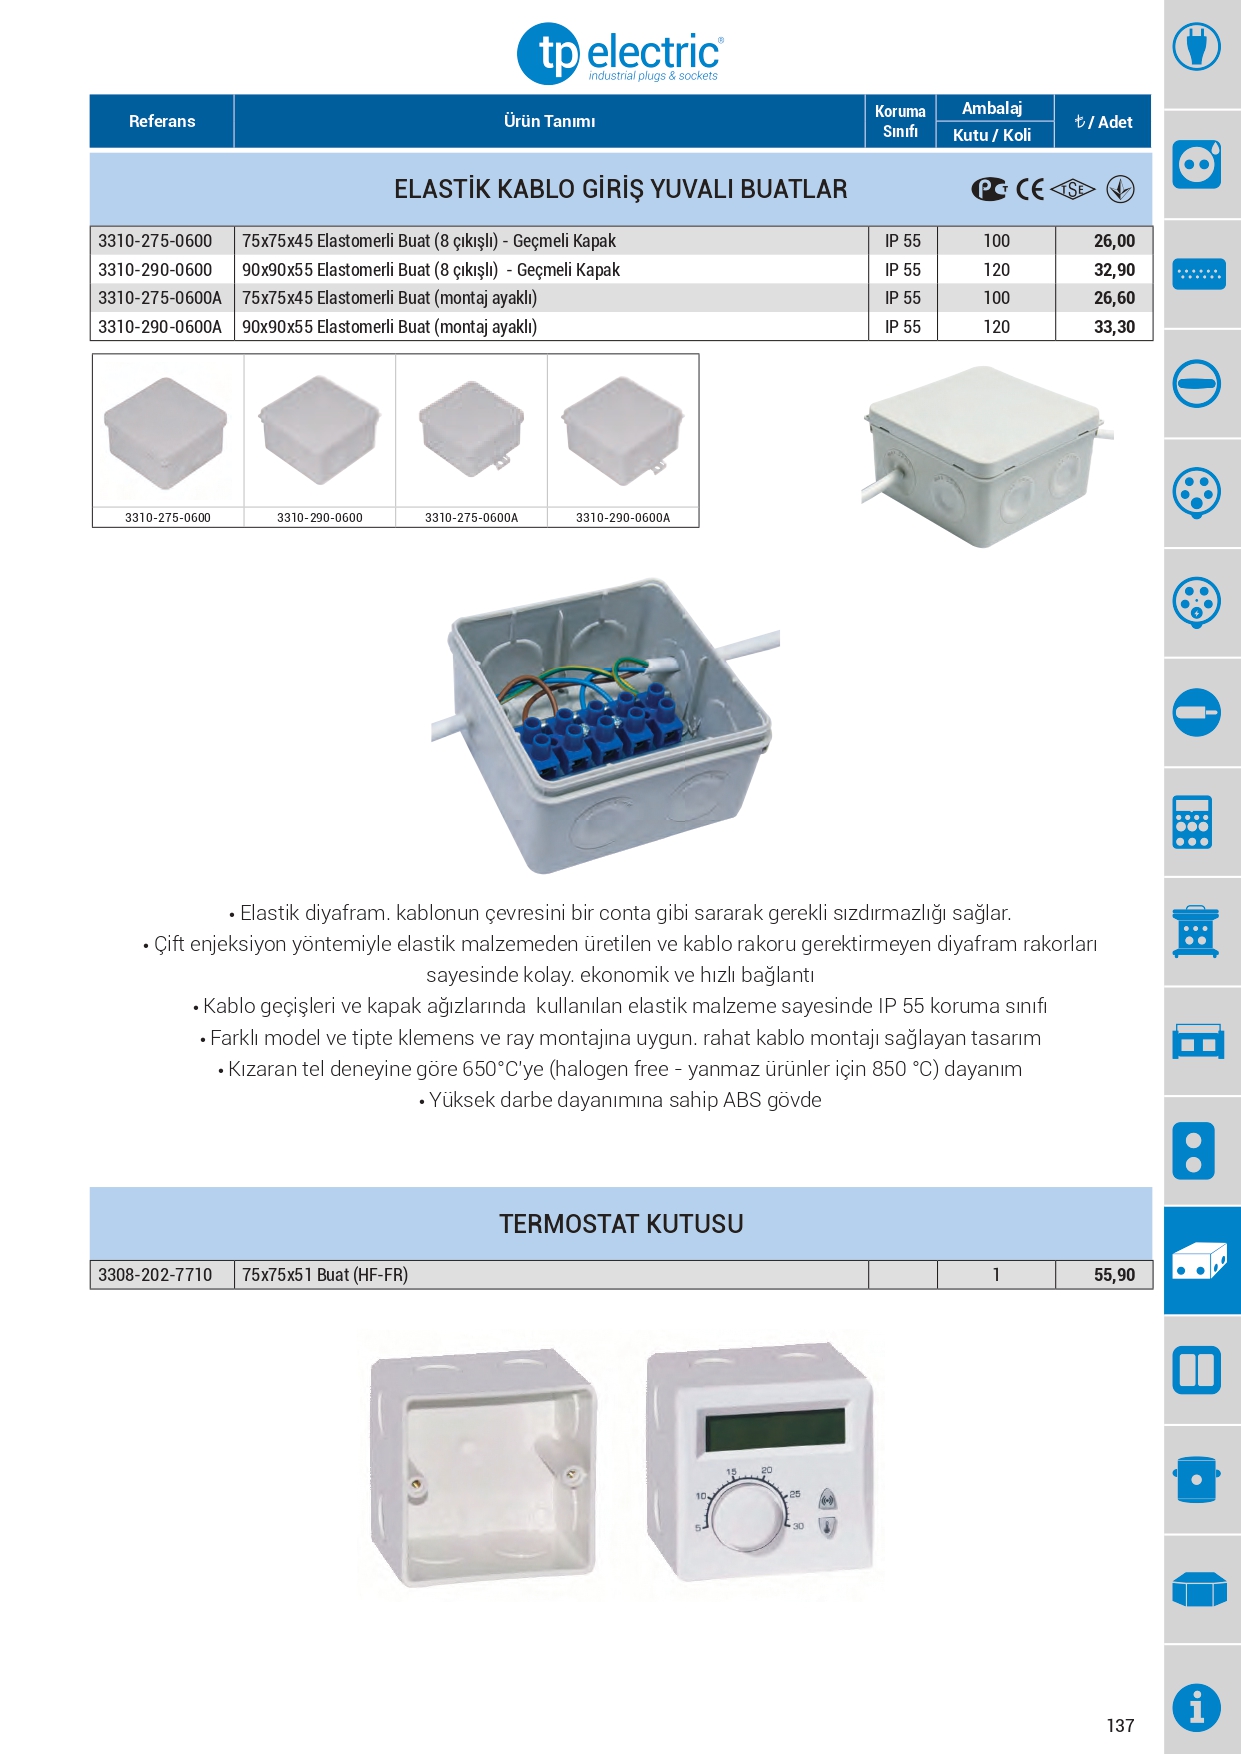 tp electric®
industrial plugs & sockets
Referans Ürün Tanımı Koruma Sınıfı Ambalaj Kutu / Koli ₺ / Adet
ELASTİK KABLO GİRİŞ YUVALI BUATLAR
3310-275-0600 75x75x45 Elastomerli Buat (8 çıkışlı) - Geçmeli Kapak IP 55 100 26,00
3310-290-0600 90x90x55 Elastomerli Buat (8 çıkışlı) - Geçmeli Kapak IP 55 120 32,90
3310-275-0600A 75x75x45 Elastomerli Buat (montaj ayaklı) IP 55 100 26,60
3310-290-0600A 90x90x55 Elastomerli Buat (montaj ayaklı) IP 55 120 33,30
3310-275-0600 3310-290-0600 3310-275-0600A 3310-290-0600A
• Elastik diyafram. kablonun çevresini bir conta gibi sararak gerekli sızdırmazlığı sağlar.
• Çift enjeksiyon yöntemiyle elastik malzemeden üretilen ve kablo rakoru gerektirmeyen diyafram rakorları
sayesinde kolay. ekonomik ve hızlı bağlantı
• Kablo geçişleri ve kapak ağızlarında kullanılan elastik malzeme sayesinde IP 55 koruma sınıfı
• Farklı model ve tipte klemens ve ray montajına uygun. rahat kablo montajı sağlayan tasarım
• Kızaran tel deneyine göre 650°C'ye (halogen free - yanmaz ürünler için 850 °C) dayanım
• Yüksek darbe dayanımına sahip ABS gövde
TERMOSTAT KUTUSU
3308-202-7710 75x75x51 Buat (HF-FR) 1 55,90
5 10 15 20 25 30
137